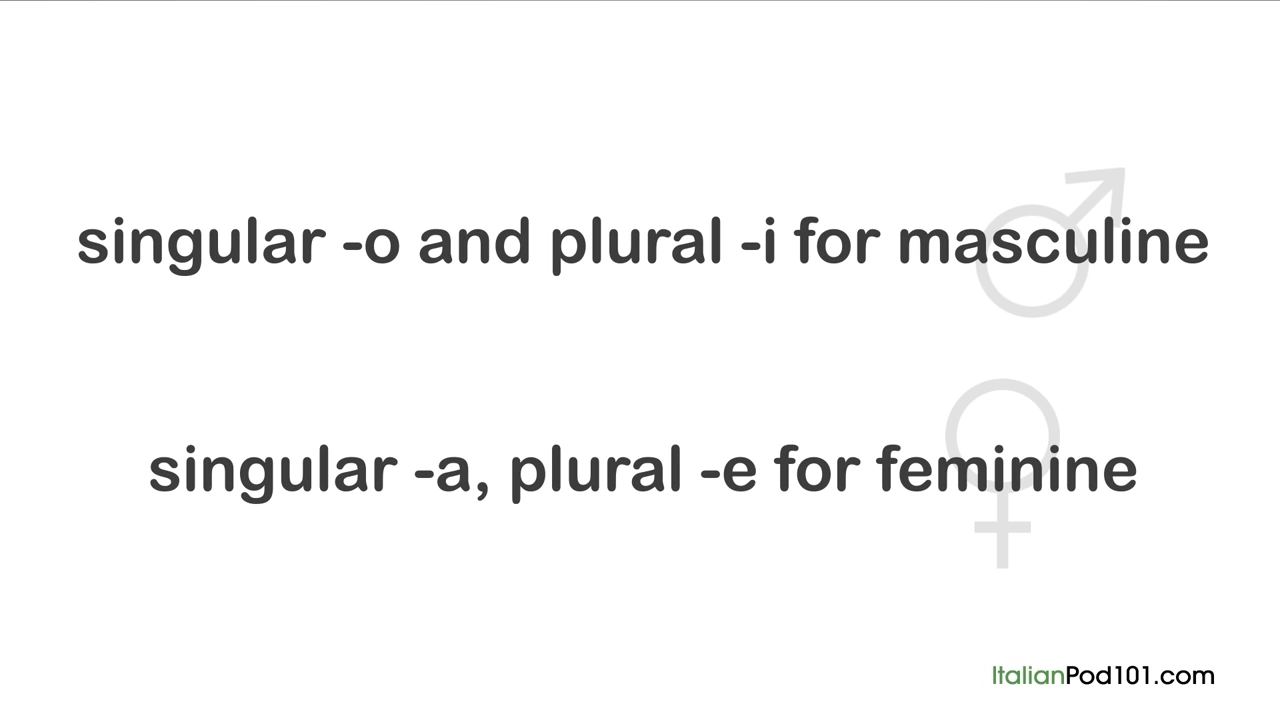 singular -o and plural -i for masculine
singular -a, plural -e for feminine
ItalianPod101.com